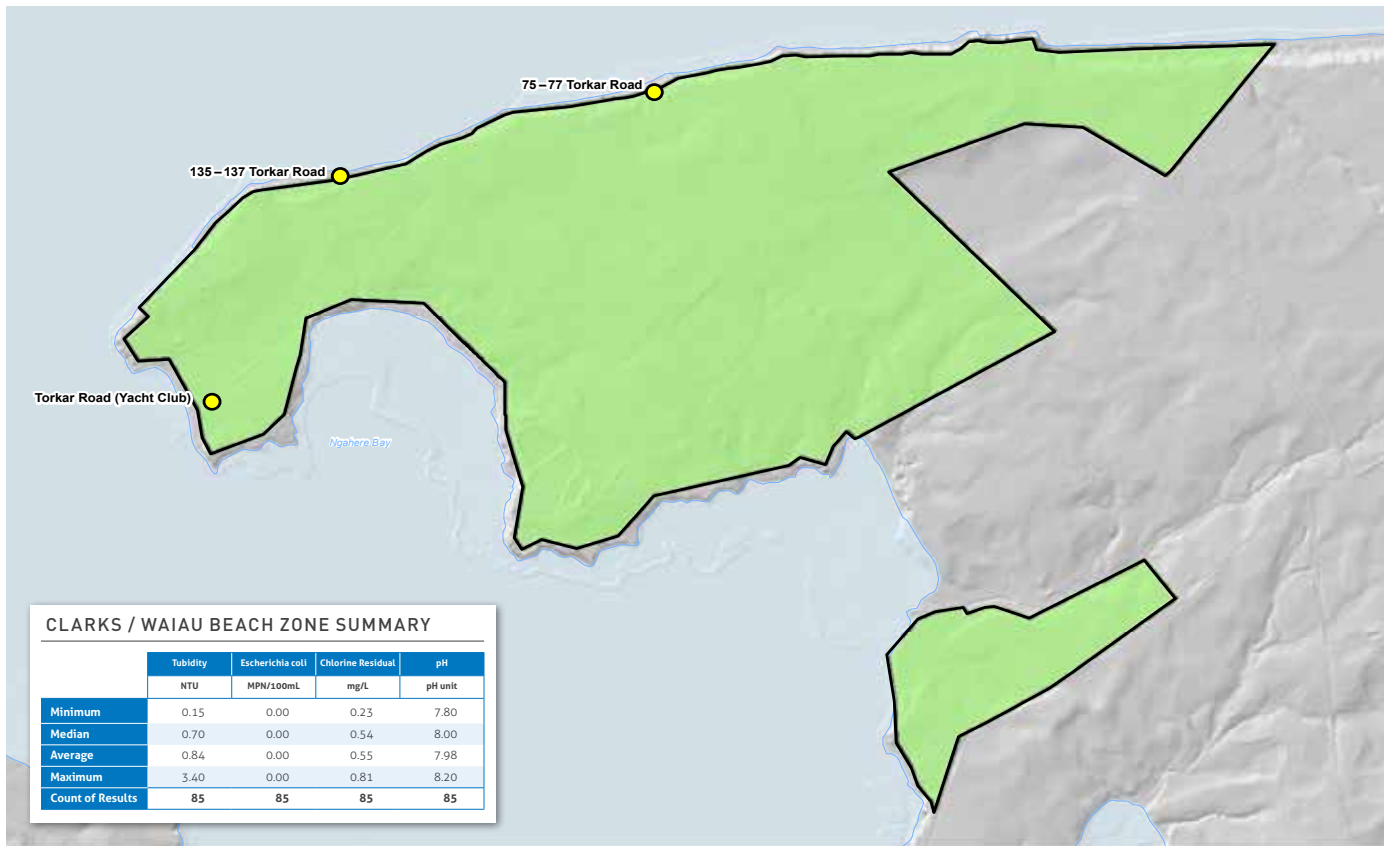 75–77 Torkar Road
135–137 Torkar Road
Torkar Road (Yacht Club)
Ngahere Bay
CLARKS / WAIAU BEACH ZONE SUMMARY
Tubidity Escherichia coli Chlorine Residual pH
NTU MPN/100mL mg/L pH unit
Minimum 0.15 0.00 0.23 7.80
Median 0.70 0.00 0.54 8.00
Average 0.84 0.00 0.55 7.98
Maximum 3.40 0.00 0.81 8.20
Count of Results 85 85 85 85